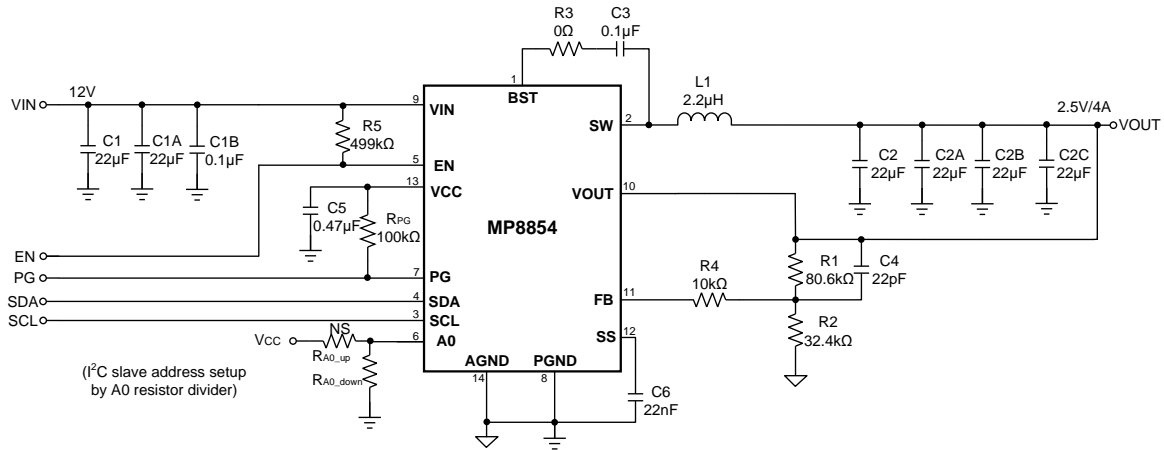 R3
0Ω
C3
0.1µF
1
BST
VIN
12V
9
VIN
C1
22µF
C1A
22µF
C1B
0.1µF
R5
499kΩ
5
EN
13
VCC
C5
0.47µF
RPG
100kΩ
MP8854
SW
2
L1
2.2µH
2.5V/4A
VOUT
C2
22µF
C2A
22µF
C2B
22µF
C2C
22µF
VOUT
10
EN
PG
7
PG
SDA
4
SDA
SCL
3
SCL
VCC
NS
6
A0
RA0_up
RA0_down
(I²C slave address setup
by A0 resistor divider)
FB
11
R4
10kΩ
R1
80.6kΩ
C4
22pF
R2
32.4kΩ
SS
12
C6
22nF
AGND
14
PGND
8